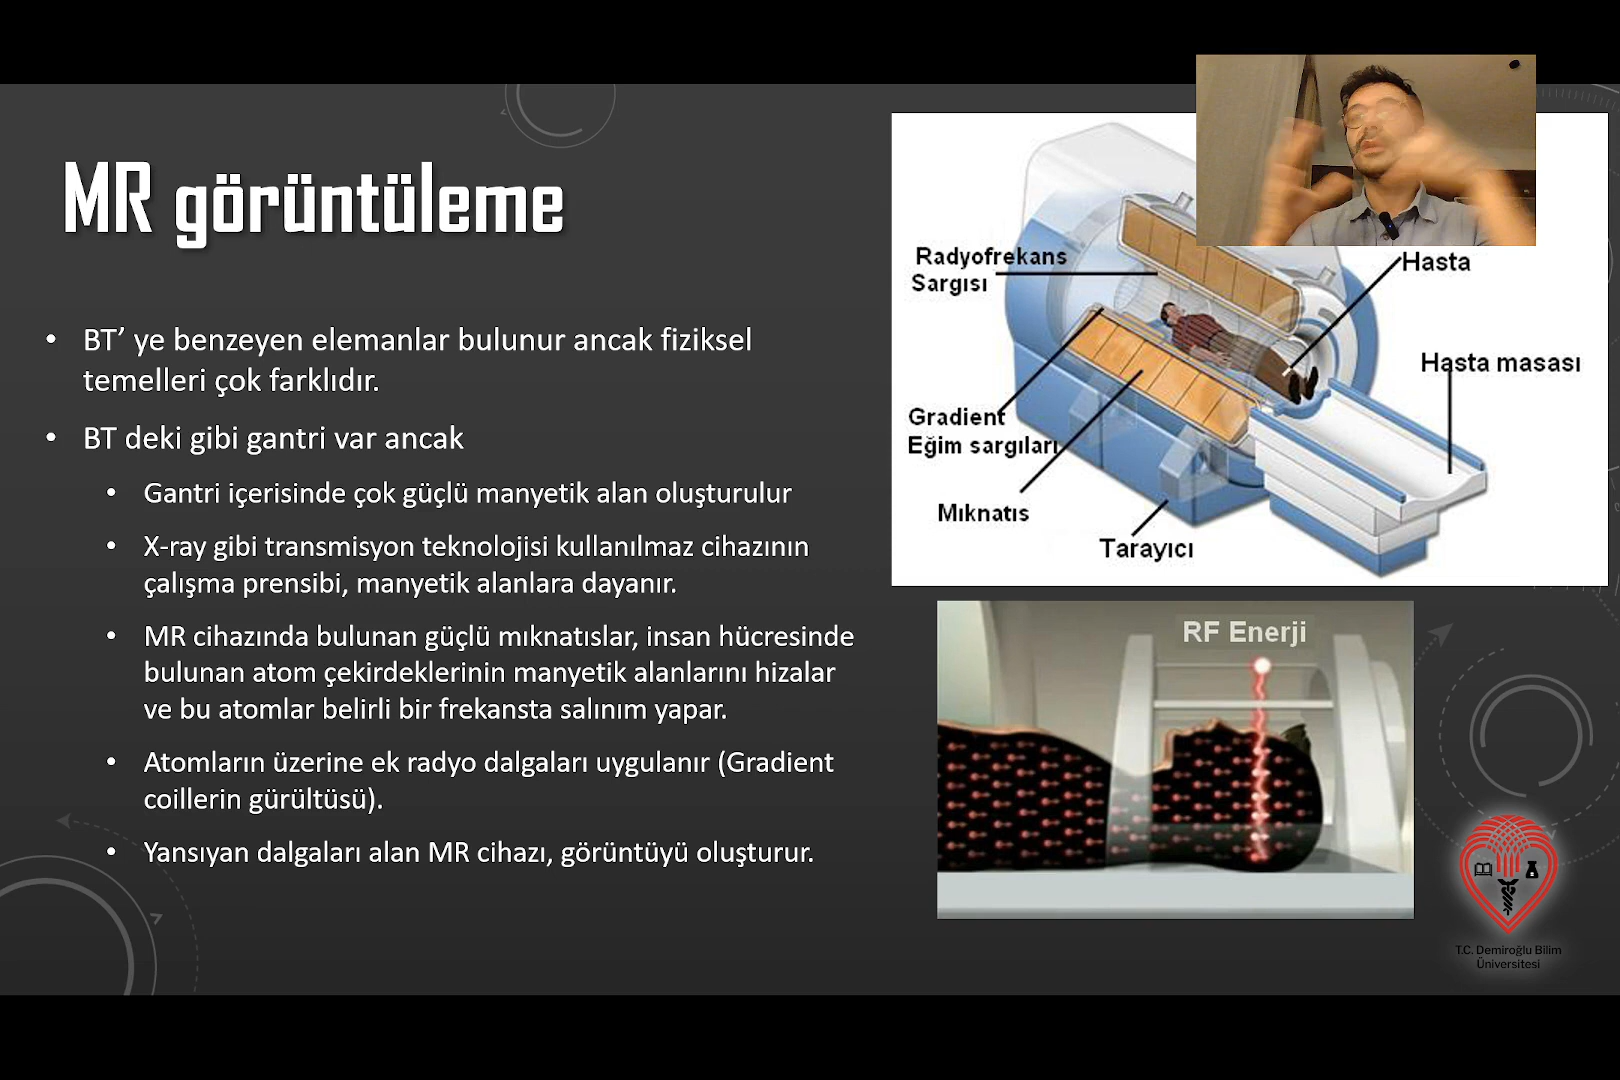 MR görüntüleme
• BT’ ye benzeyen elemanlar bulunur ancak fiziksel
temelleri çok farklıdır.
• BT deki gibi gantri var ancak
• Gantri içerisinde çok güçlü manyetik alan oluşturulur
• X-ray gibi transmisyon teknolojisi kullanılmaz cihazının
çalışma prensibi, manyetik alanlara dayanır.
• MR cihazında bulunan güçlü mıknatıslar, insan hücresinde
bulunan atom çekirdeklerinin manyetik alanlarını hizalar
ve bu atomlar belirli bir frekansta salınım yapar.
• Atomların üzerine ek radyo dalgaları uygulanır (Gradient
coillerin gürültüsü).
• Yansıyan dalgaları alan MR cihazı, görüntüyü oluşturur.
Radyofrekans
Sargısı
Hasta
Hasta masası
Gradient
Eğim sargıları
Mıknatıs
Tarayıcı
RF Enerji
T.C. Demiroğlu Bilim
Üniversitesi